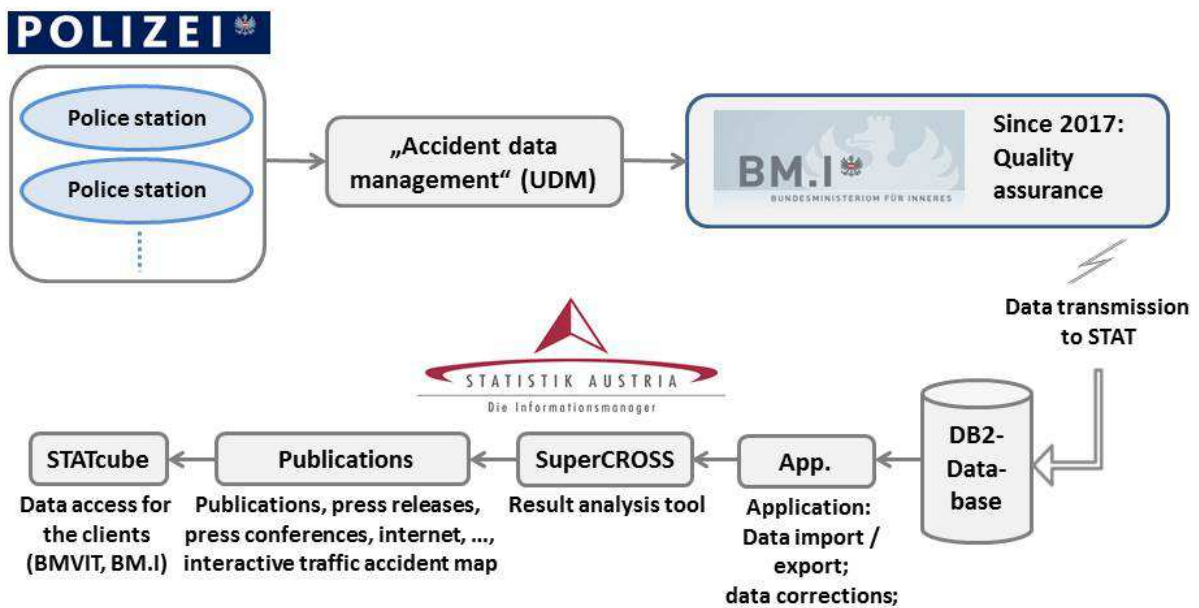 POLIZEI
Police station
Police station
„Accident data
management“ (UDM)
BM.I
BUNDESMINISTERIUM FÜR INNERES
Since 2017:
Quality
assurance
Data transmission
to STAT
STATISTIK AUSTRIA
Die Informationsmanager
DB2-
Data-
base
App.
Application:
Data import /
export;
data corrections;
SuperCROSS
Result analysis tool
Publications
Publications, press releases,
press conferences, internet, ...,
interactive traffic accident map
STATcube
Data access for
the clients
(BMVIT, BM.I)